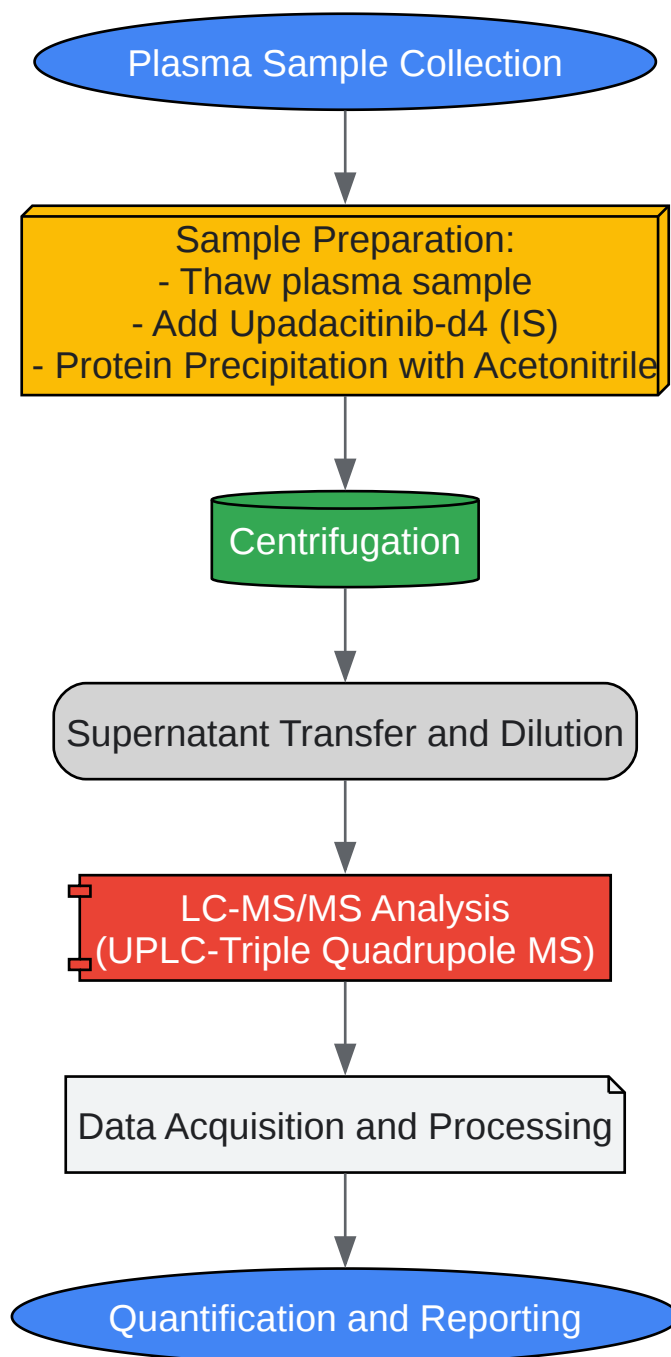 Plasma Sample Collection
Sample Preparation:
- Thaw plasma sample
- Add Upadacitinib-d4 (IS)
- Protein Precipitation with Acetonitrile
Centrifugation
Supernatant Transfer and Dilution
LC-MS/MS Analysis
(UPLC-Triple Quadrupole MS)
Data Acquisition and Processing
Quantification and Reporting